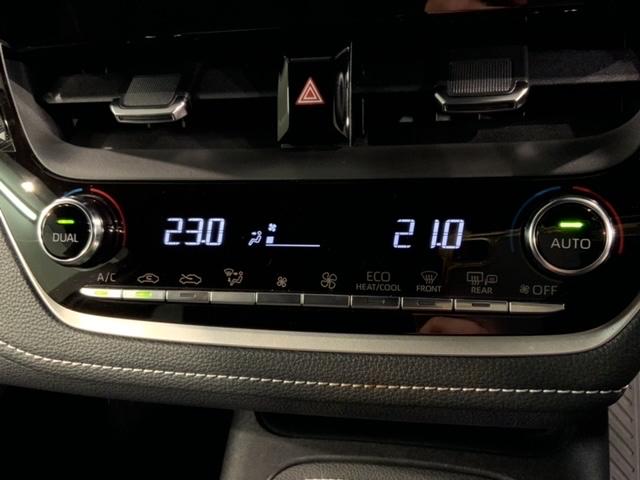 DUAL
23.0
21.0
AUTO
A/C
ECO
HEAT/COOL
FRONT
REAR
OFF